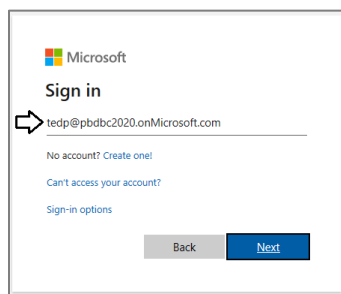 Microsoft
Sign in
tedp@pbdbc2020.onMicrosoft.com
No account? Create one!
Can't access your account?
Sign-in options
Back Next